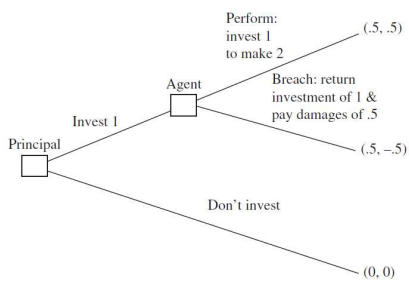 Perform:
invest 1
to make 2
(.5, .5)
Agent
Breach: return
investment of 1 &
pay damages of .5
Invest 1
Principal
(.5, –.5)
Don’t invest
(0, 0)